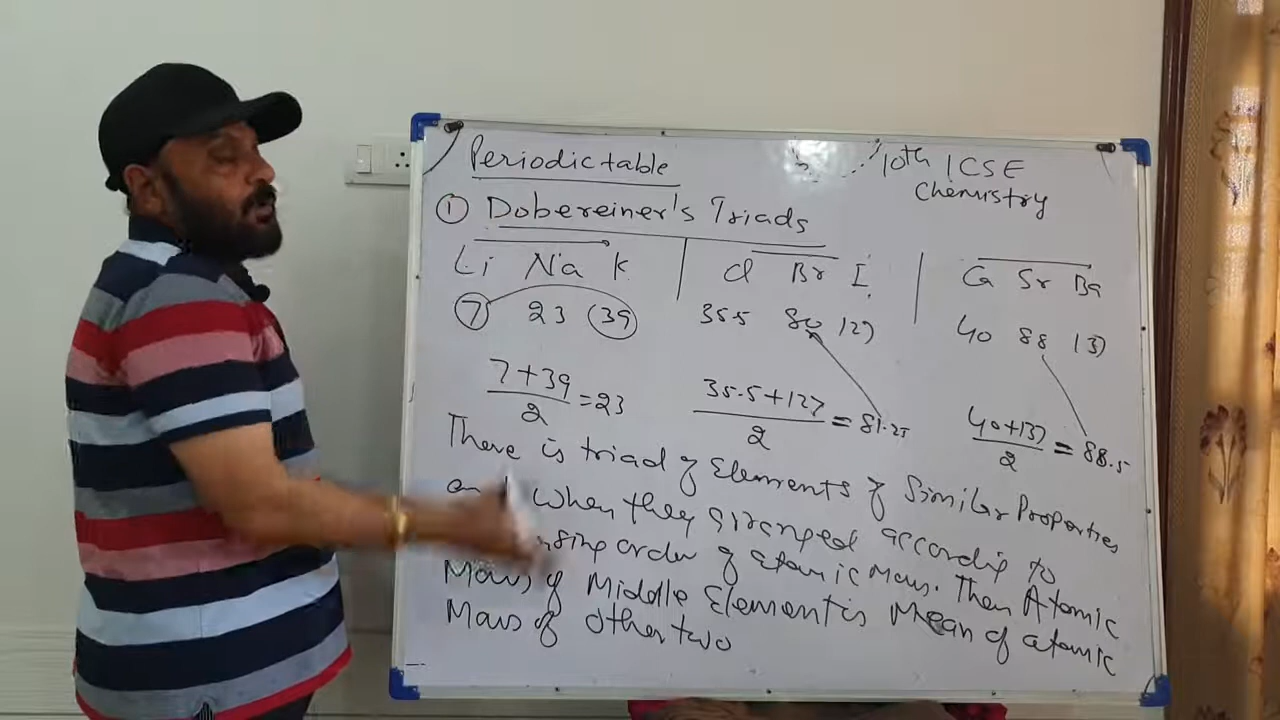 Periodic table
10th ICSE
Chemistry
① Dobereiner's Triads
Li Na K
Cl Br I
Ca Sr Ba
7 23 39
35.5 80 127
40 88 137
7+39/2 = 23
35.5+127/2 = 81.25
40+137/2 = 88.5
There is triad of Elements of Similar Properties
and when they arranged according to
order of atomic Mass. Then Atomic
Mass of Middle Element is Mean of atomic
Mass of other two